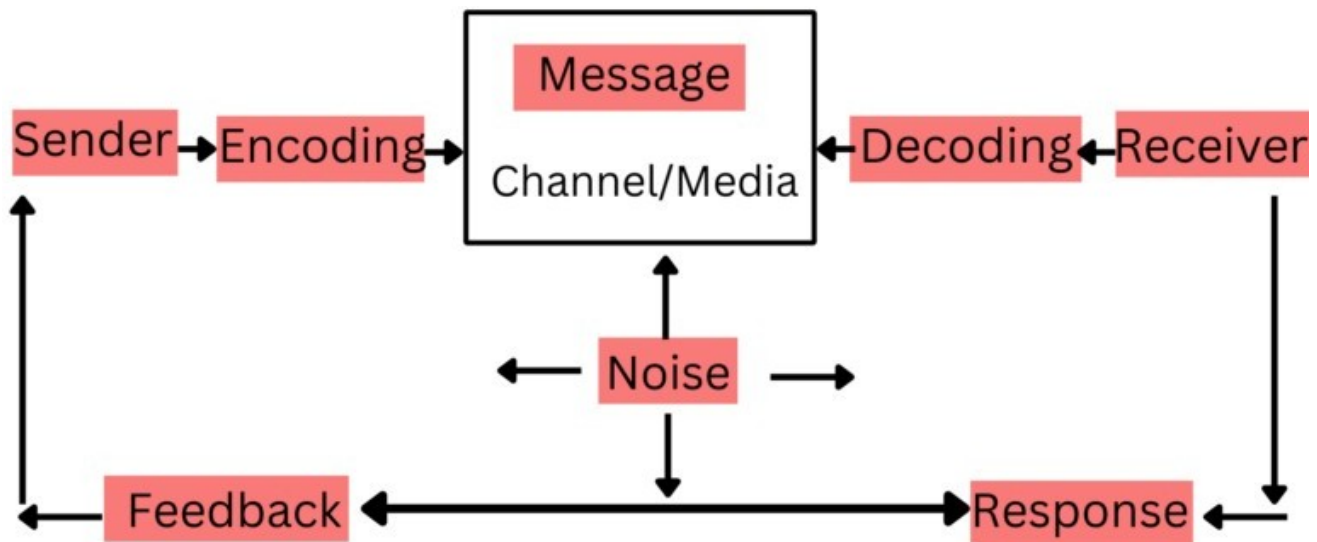 Message
Sender
Encoding
Channel/Media
Decoding
Receiver
Noise
Feedback
Response